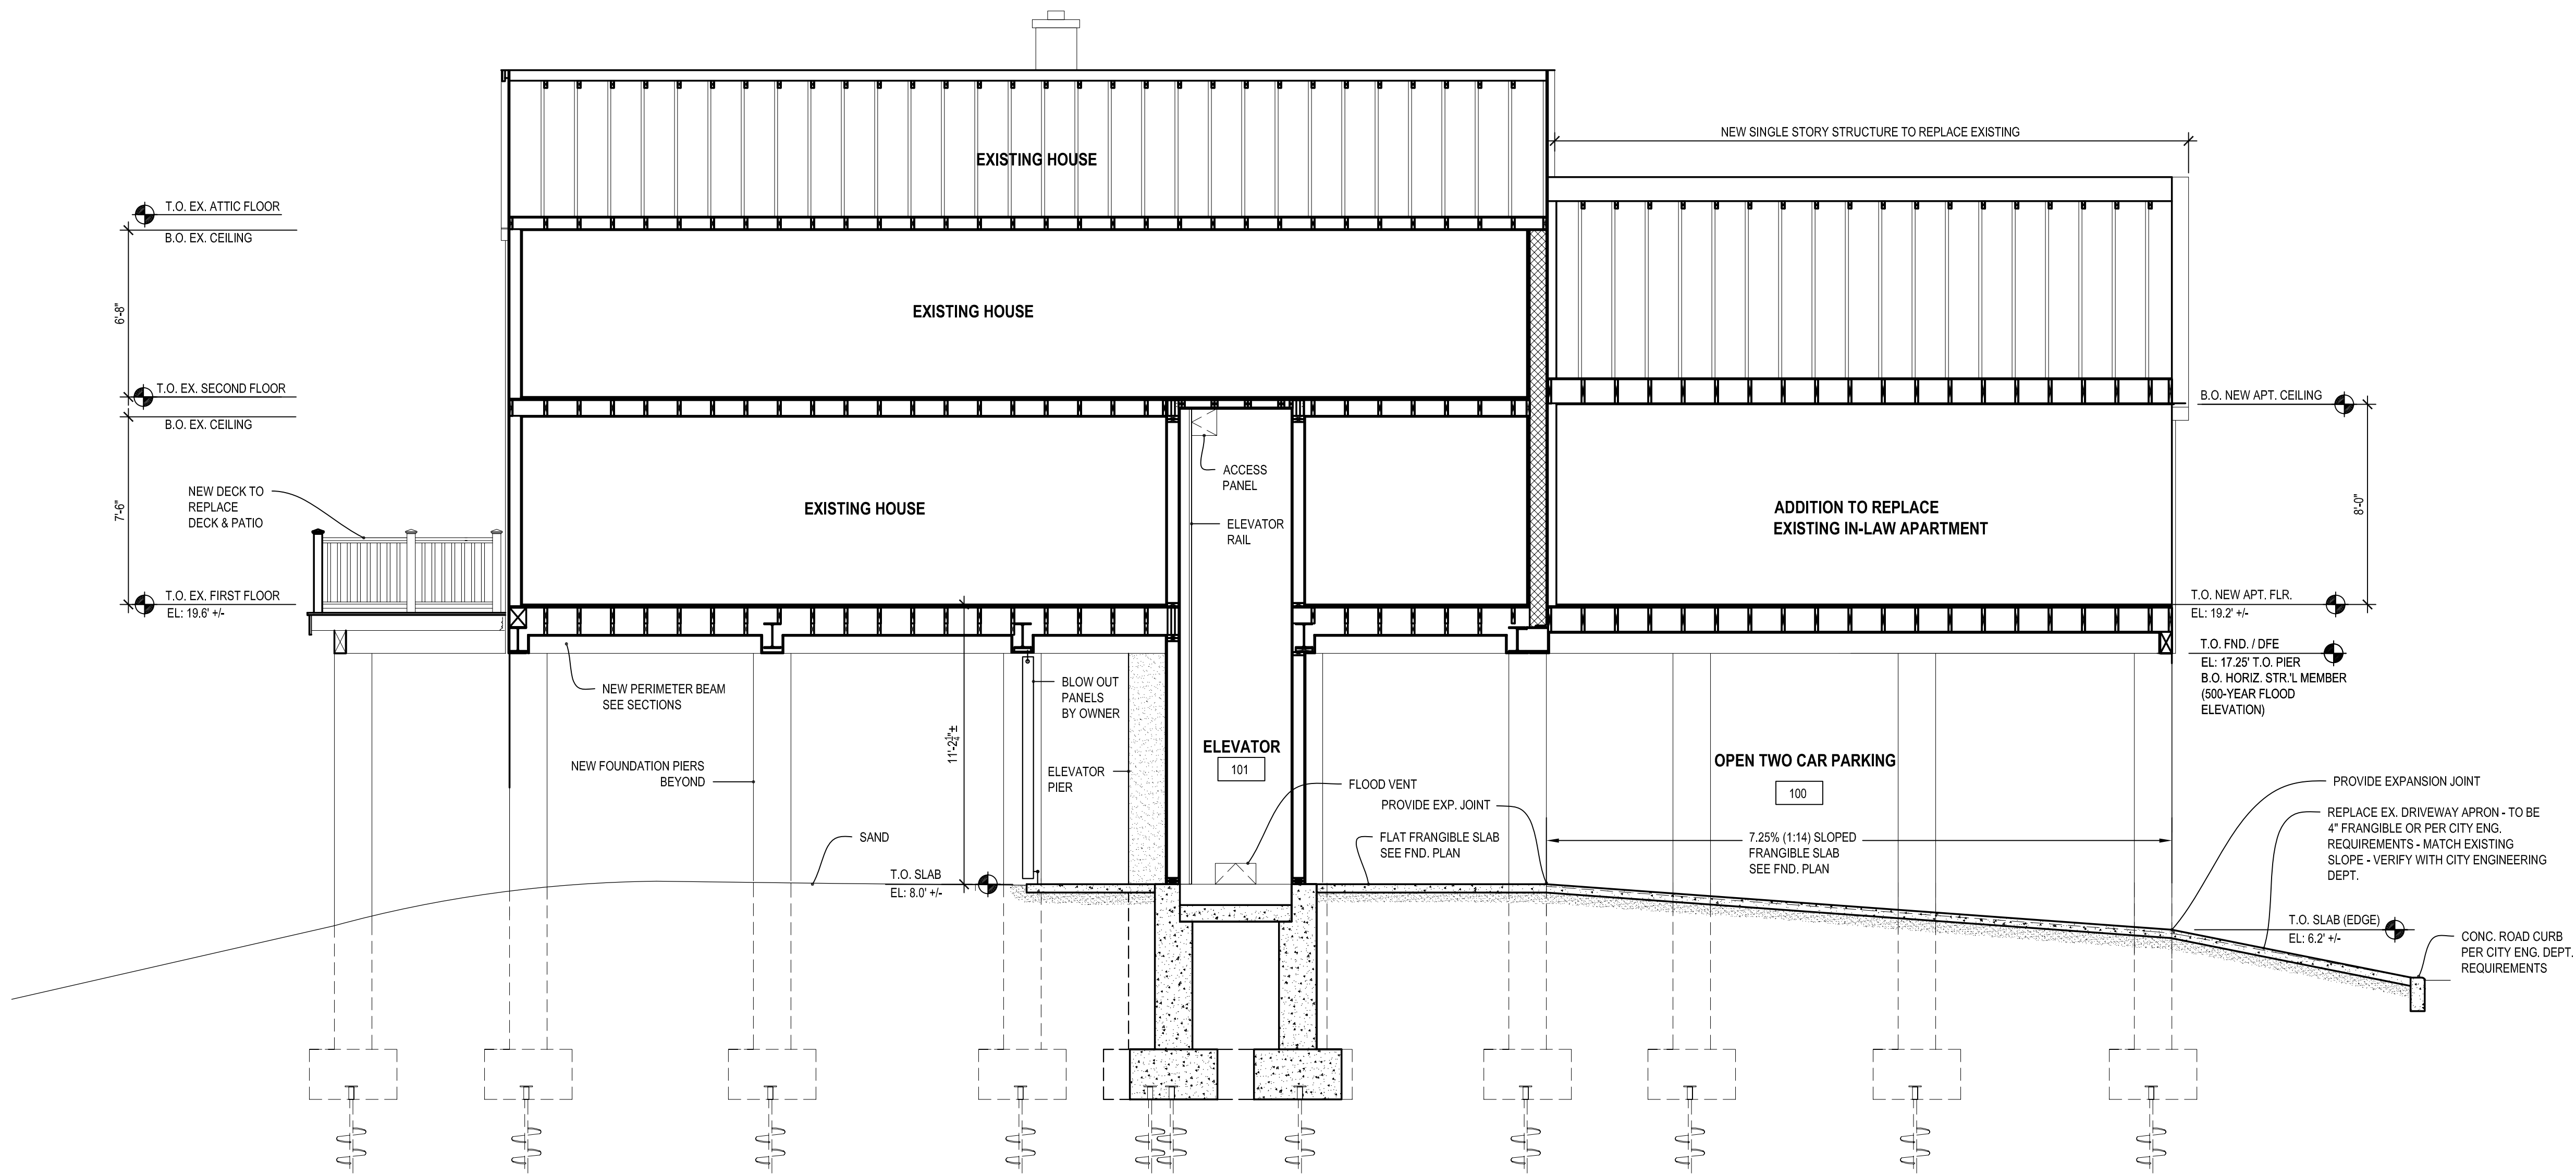 NEW SINGLE STORY STRUCTURE TO REPLACE EXISTING
EXISTING HOUSE
T.O. EX. ATTIC FLOOR
B.O. EX. CEILING
6'-8"
EXISTING HOUSE
T.O. EX. SECOND FLOOR
B.O. EX. CEILING
B.O. NEW APT. CEILING
ACCESS
PANEL
NEW DECK TO
REPLACE
DECK & PATIO
7'-6"
EXISTING HOUSE
ELEVATOR
RAIL
ADDITION TO REPLACE
EXISTING IN-LAW APARTMENT
8'-0"
T.O. EX. FIRST FLOOR
EL: 19.6' +/-
T.O. NEW APT. FLR.
EL: 19.2' +/-
T.O. FND. / DFE
EL: 17.25' T.O. PIER
B.O. HORIZ. STR.'L MEMBER
(500-YEAR FLOOD
ELEVATION)
NEW PERIMETER BEAM
SEE SECTIONS
BLOW OUT
PANELS
BY OWNER
11'-2¼"±
ELEVATOR
101
NEW FOUNDATION PIERS
BEYOND
ELEVATOR
PIER
OPEN TWO CAR PARKING
100
FLOOD VENT
PROVIDE EXP. JOINT
PROVIDE EXPANSION JOINT
REPLACE EX. DRIVEWAY APRON - TO BE
4" FRANGIBLE OR PER CITY ENG.
REQUIREMENTS - MATCH EXISTING
SLOPE - VERIFY WITH CITY ENGINEERING
DEPT.
SAND
FLAT FRANGIBLE SLAB
SEE FND. PLAN
7.25% (1:14) SLOPED
FRANGIBLE SLAB
SEE FND. PLAN
T.O. SLAB
EL: 8.0' +/-
T.O. SLAB (EDGE)
EL: 6.2' +/-
CONC. ROAD CURB
PER CITY ENG. DEPT.
REQUIREMENTS